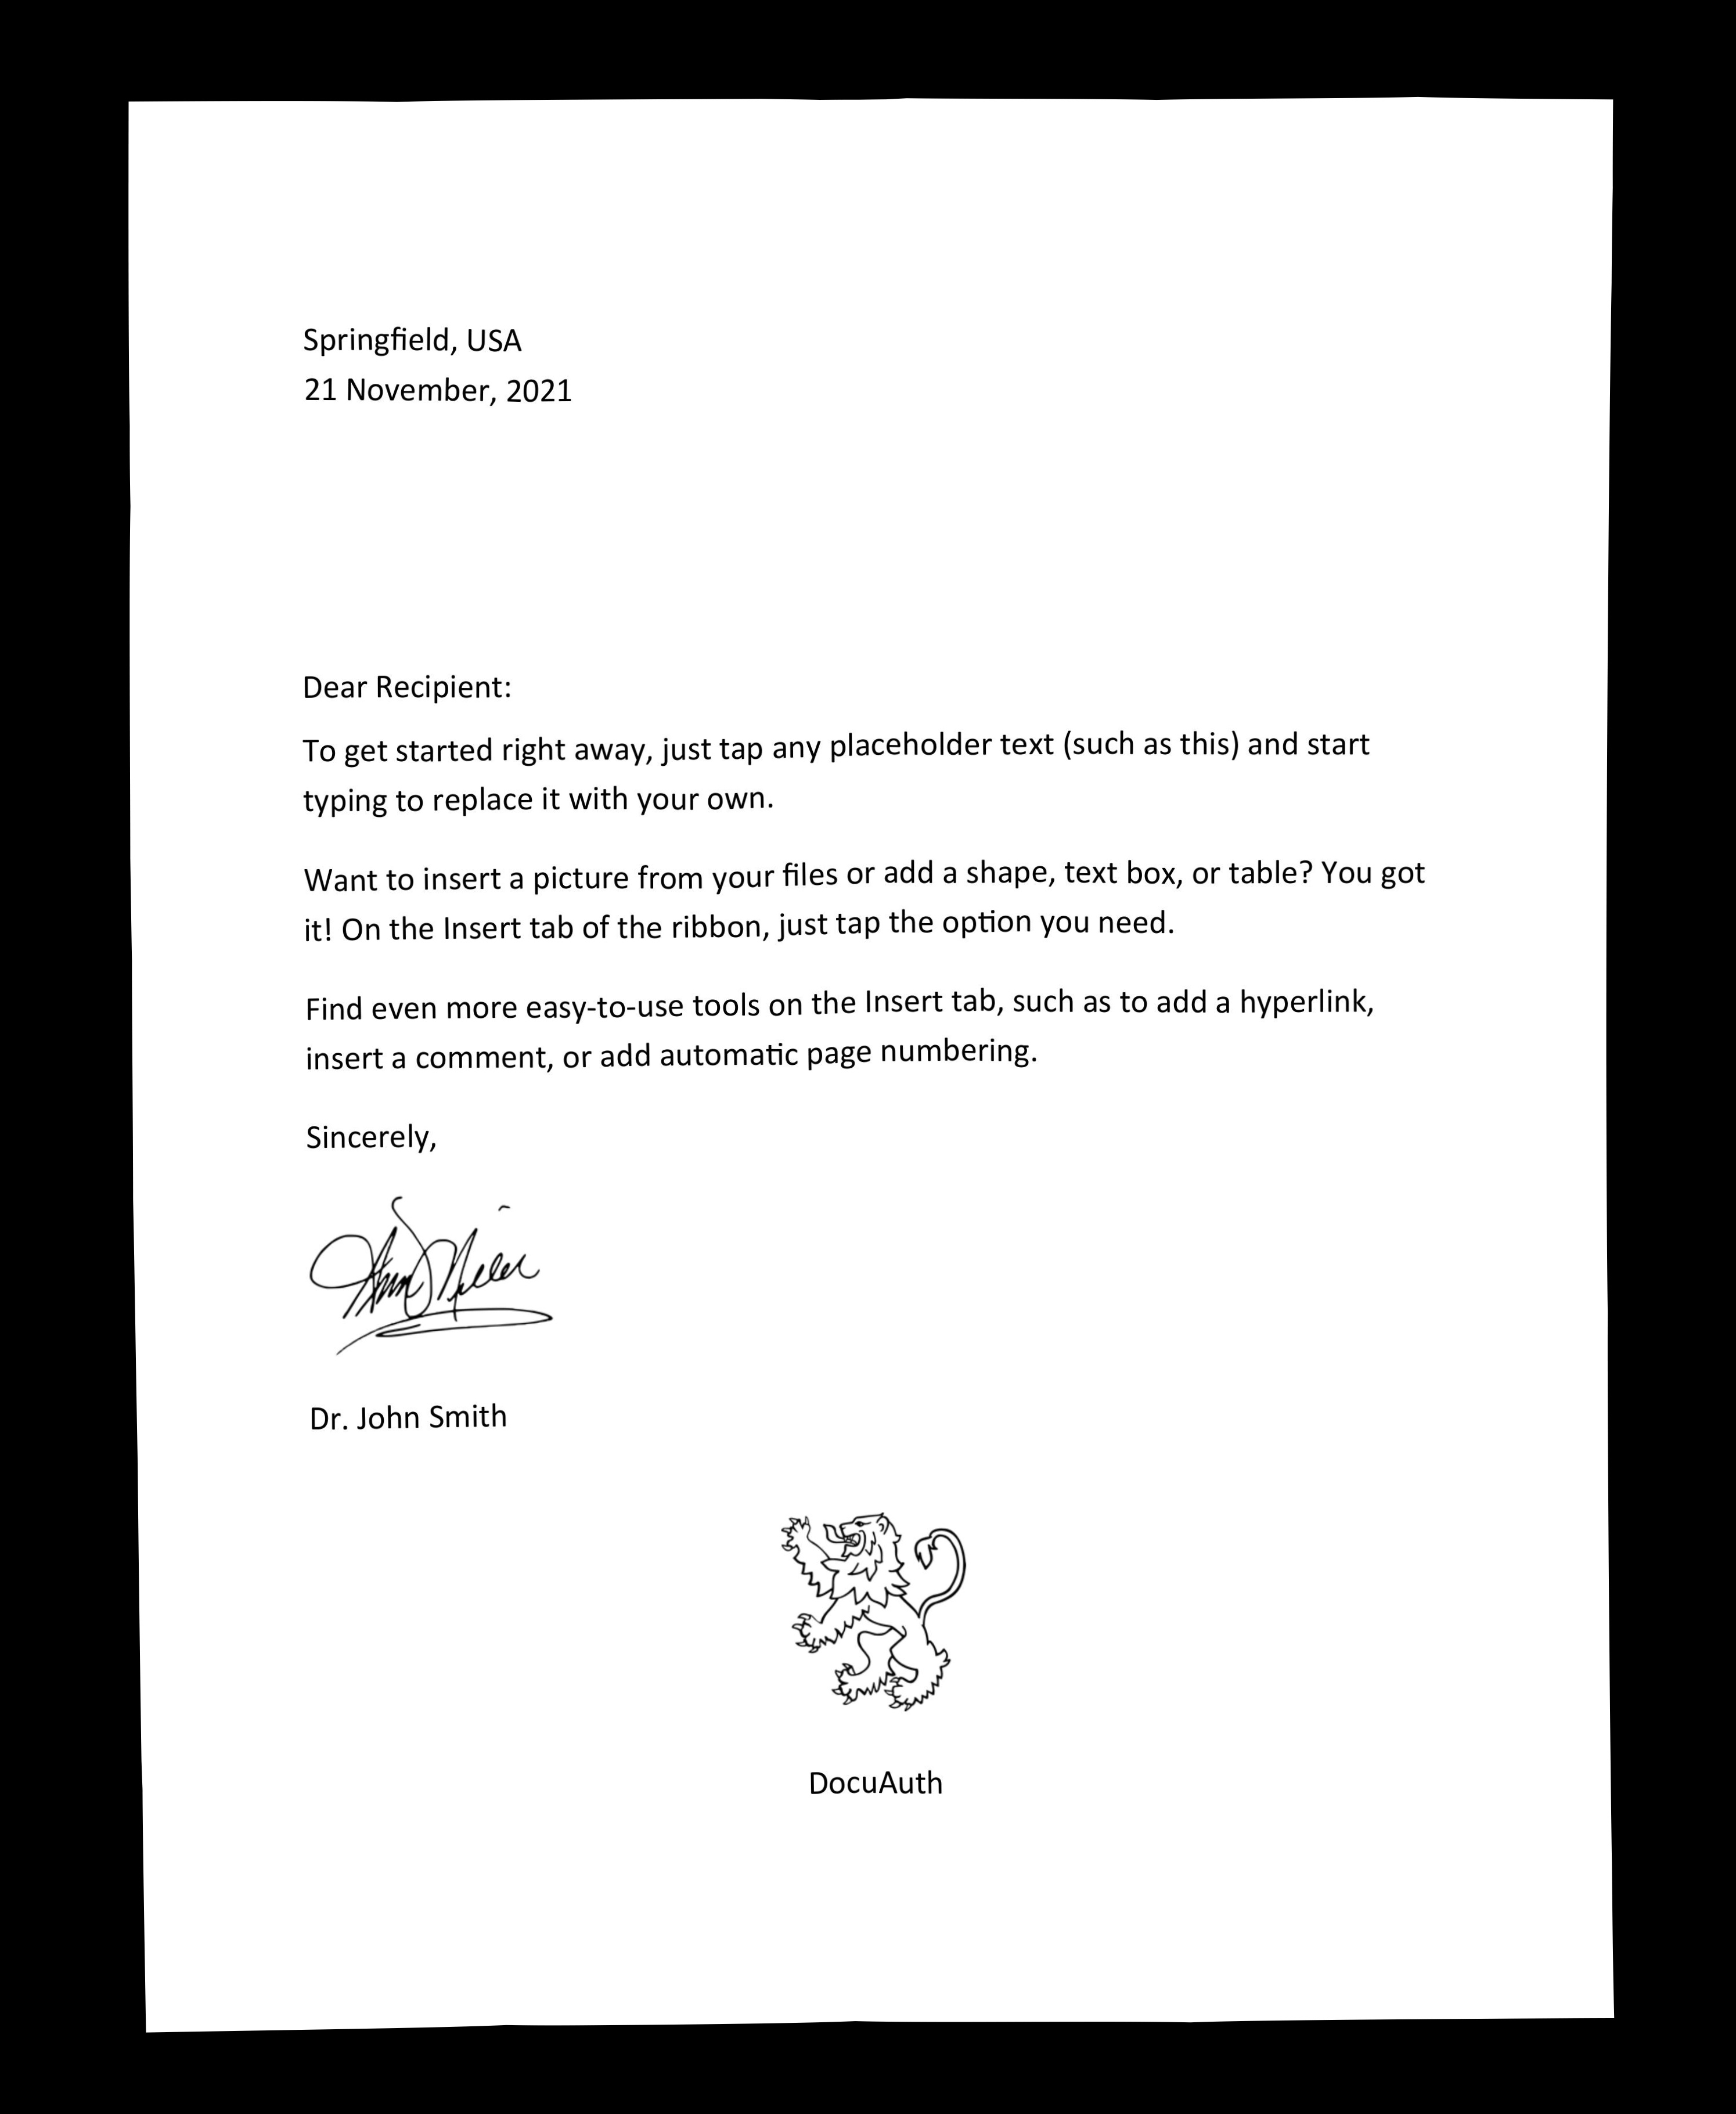 Springfield, USA
21 November, 2021
Dear Recipient:
To get started right away, just tap any placeholder text (such as this) and start
typing to replace it with your own.
Want to insert a picture from your files or add a shape, text box, or table? You got
it! On the Insert tab of the ribbon, just tap the option you need.
Find even more easy-to-use tools on the Insert tab, such as to add a hyperlink,
insert a comment, or add automatic page numbering.
Sincerely,
Dr. John Smith
DocuAuth